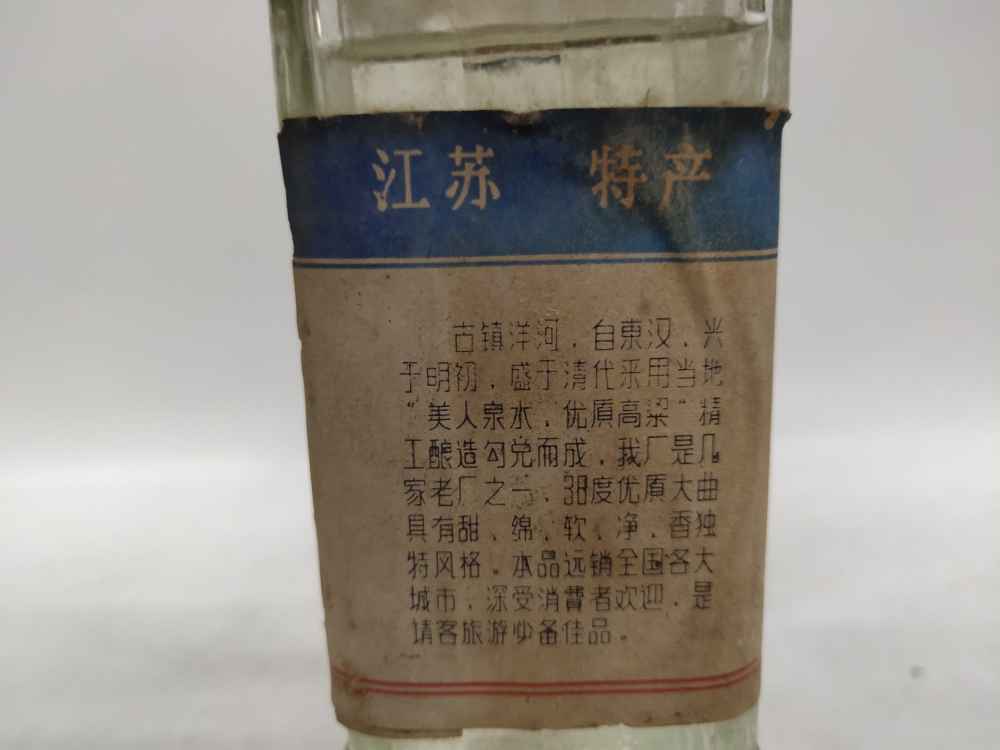 江苏 特产
古镇洋河，自東汉，兴
于明初，盛于清代采用当地
“美人泉水，优质高梁”精
工酿造勾兑而成，我厂是几
家老厂之一，38度优质大曲
具有甜、绵、软、净、香独
特风格。本品远销全国各大
城市，深受消費者欢迎，是
请客旅游必备佳品。